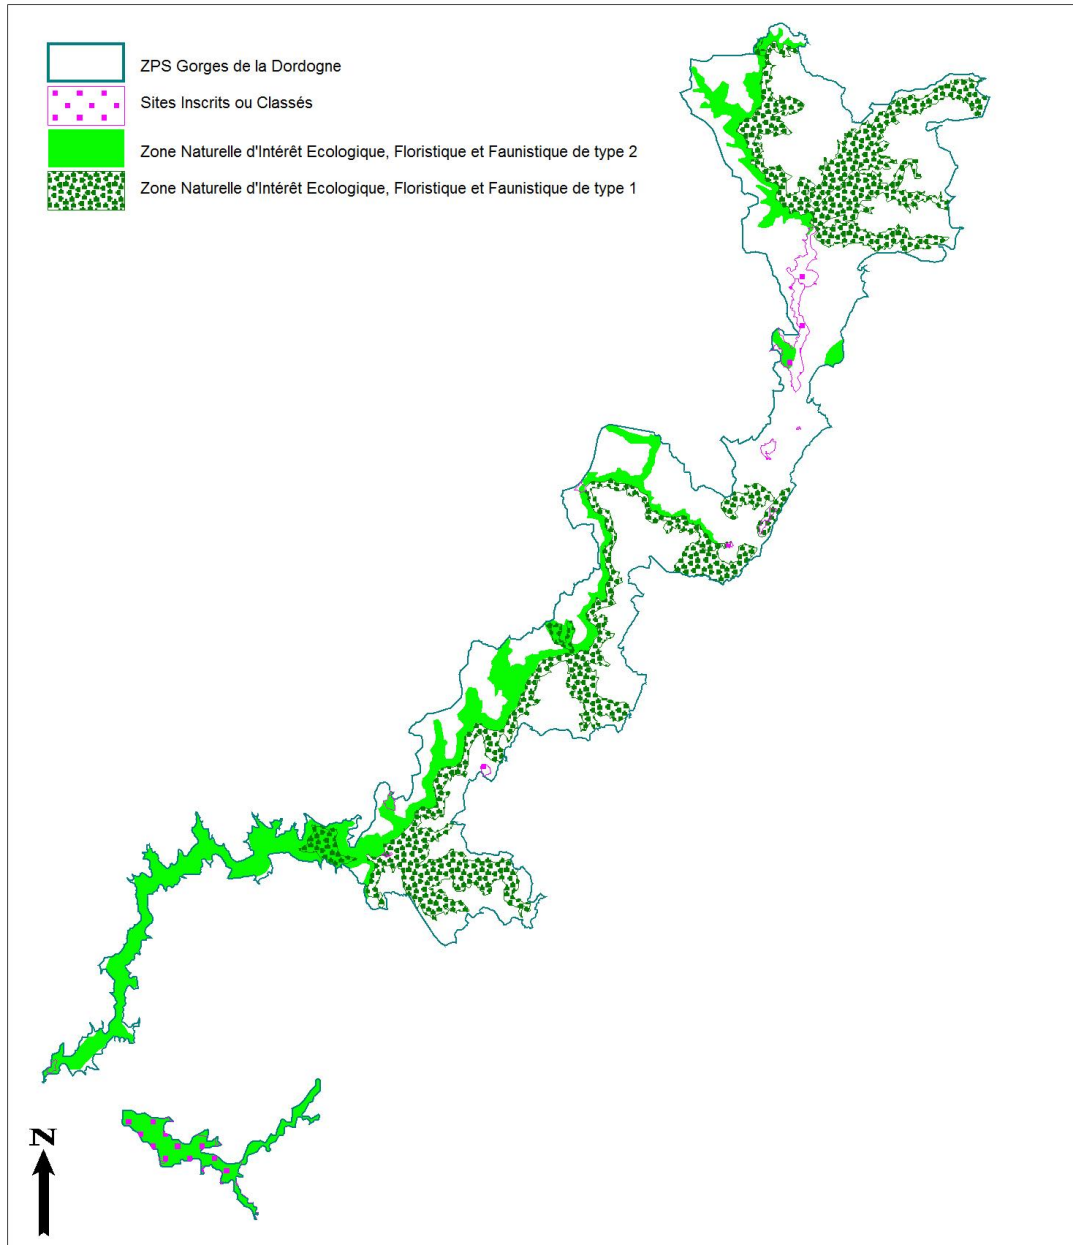 ZPS Gorges de la Dordogne
Sites Inscrits ou Classés
Zone Naturelle d'Intérêt Ecologique, Floristique et Faunistique de type 2
Zone Naturelle d'Intérêt Ecologique, Floristique et Faunistique de type 1
N